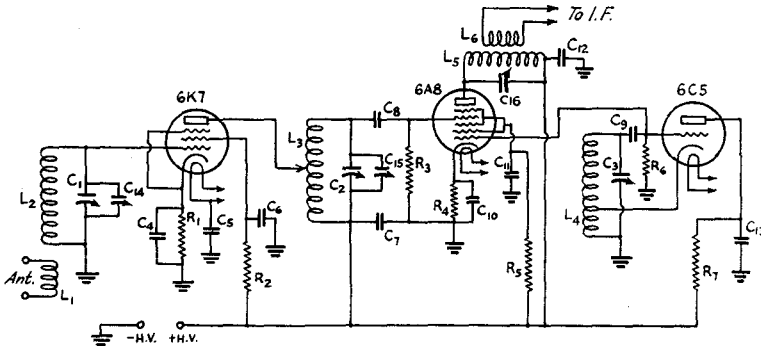 To I.F.
L6
L5
C12
C16
6K7
6A8
6C5
C8
C9
L3
C1
C14
C2
C15
R3
C11
C3
R6
L2
L4
C4
R1
C5
C6
R4
C10
C7
Ant.
L1
R2
R5
R7
-H.V. +H.V.